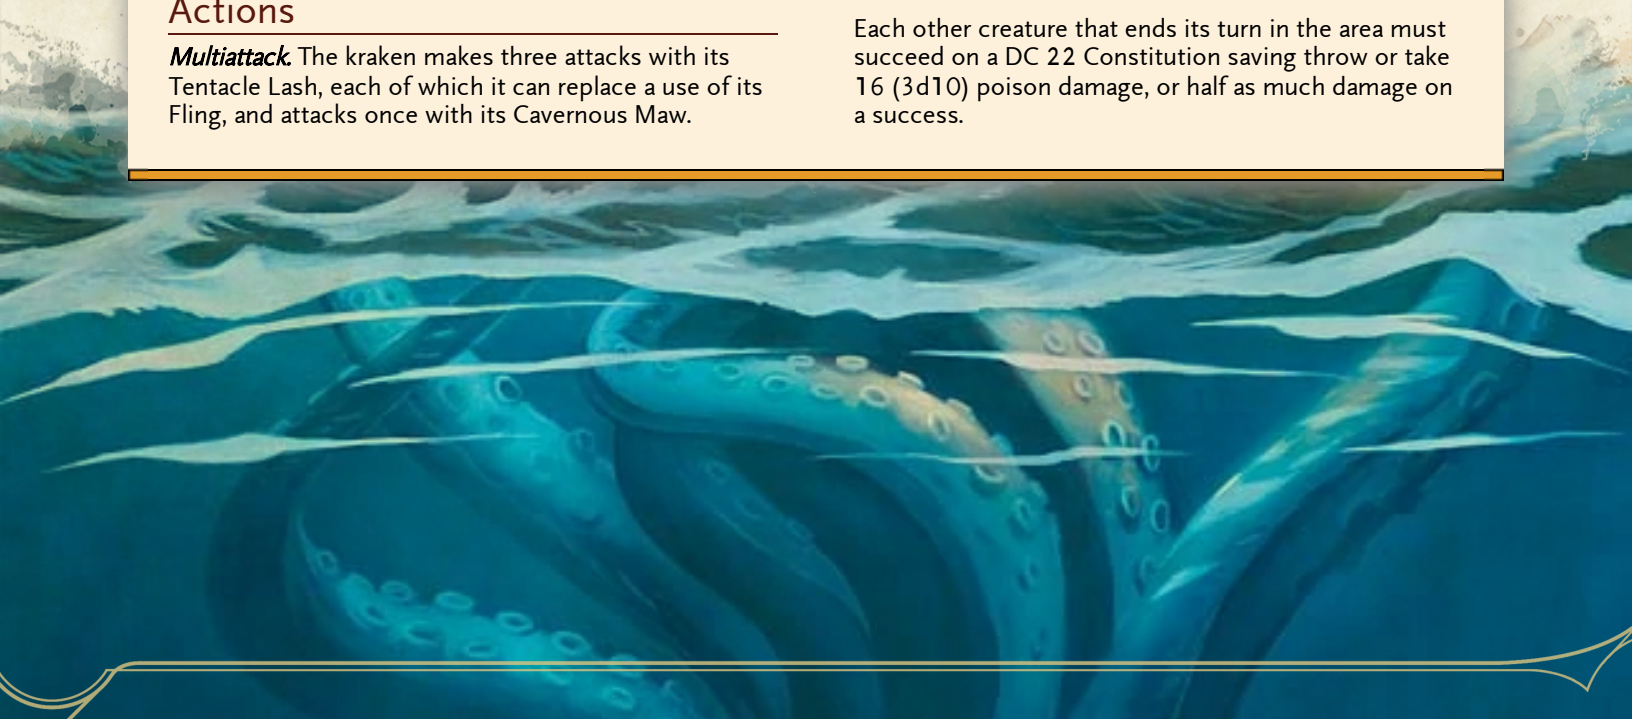 Actions
Multiattack. The kraken makes three attacks with its
Tentacle Lash, each of which it can replace a use of its
Fling, and attacks once with its Cavernous Maw.
Each other creature that ends its turn in the area must
succeed on a DC 22 Constitution saving throw or take
16 (3d10) poison damage, or half as much damage on
a success.